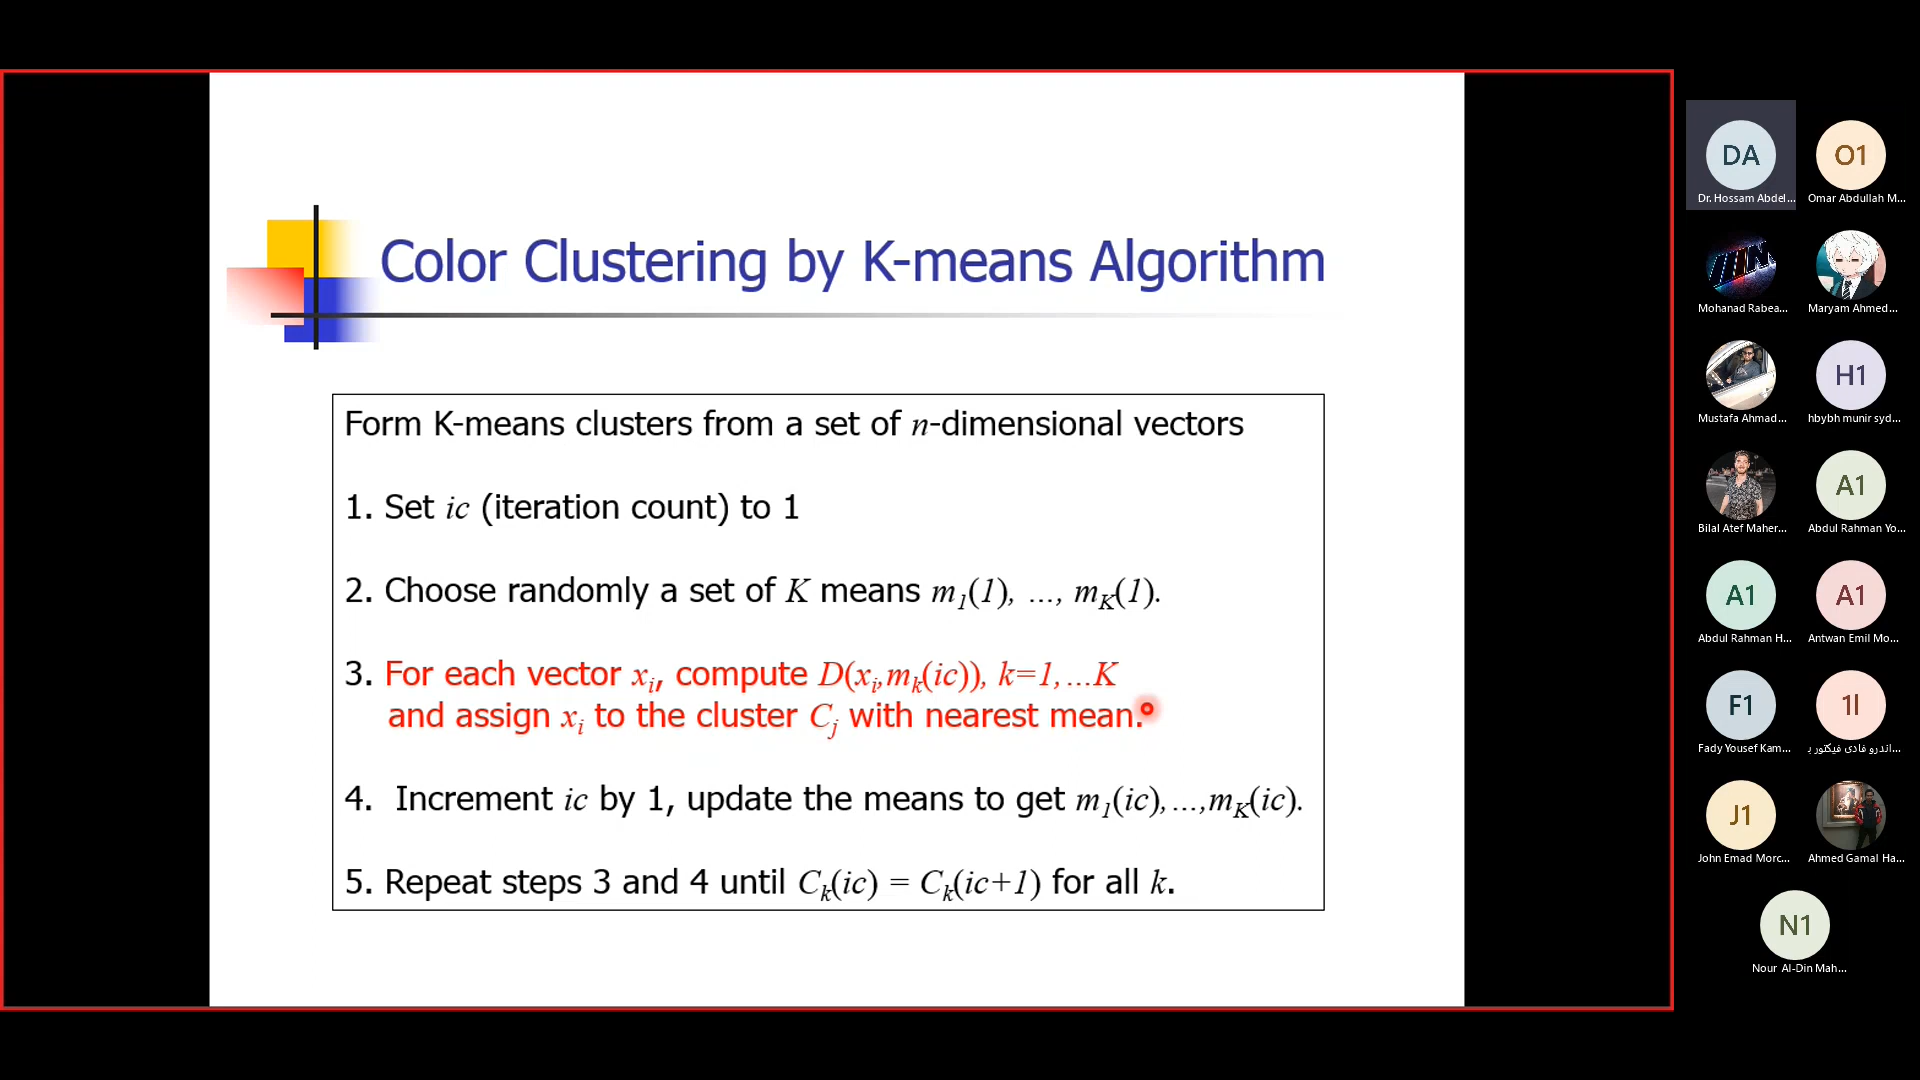 Color Clustering by K-means Algorithm
Form K-means clusters from a set of n-dimensional vectors
1. Set ic (iteration count) to 1
2. Choose randomly a set of K means m1(1), …, mK(1).
3. For each vector xi, compute D(xi,mk(ic)), k=1,…K
and assign xi to the cluster Cj with nearest mean.
4. Increment ic by 1, update the means to get m1(ic),…,mK(ic).
5. Repeat steps 3 and 4 until Ck(ic) = Ck(ic+1) for all k.
DA
Dr. Hossam Abdel...
O1
Omar Abdullah M...
Mohanad Rabea...
Maryam Ahmed...
Mustafa Ahmad...
H1
hbybh munir syd...
Bilal Atef Maher...
A1
Abdul Rahman Yo...
A1
Abdul Rahman H...
A1
Antwan Emil Mo...
F1
Fady Yousef Kam...
1l
اندرو فادى فيكتور ب...
J1
John Emad Morc...
Ahmed Gamal Ha...
N1
Nour Al-Din Mah...